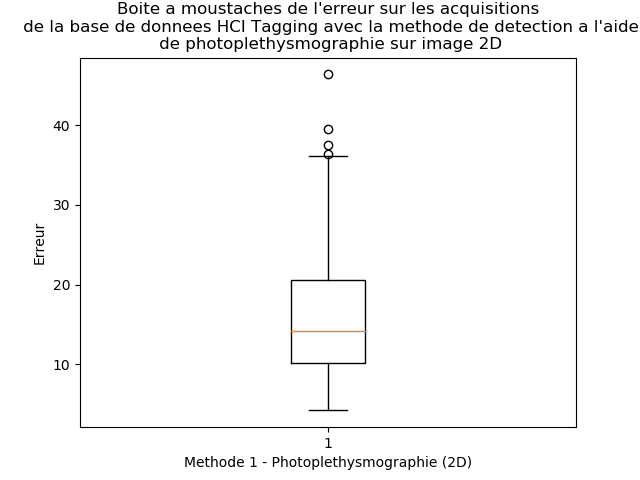 Boite a moustaches de l'erreur sur les acquisitions
de la base de donnees HCI Tagging avec la methode de detection a l'aide
de photoplethysmographie sur image 2D
40
30
20
10
Erreur
1
Methode 1 - Photoplethysmographie (2D)